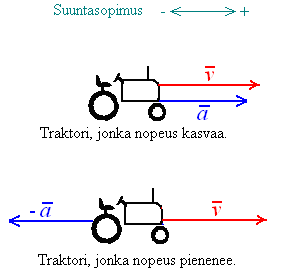 Suuntasopimus - +
v̅
a̅
Traktori, jonka nopeus kasvaa.
- a̅ v̅
Traktori, jonka nopeus pienenee.